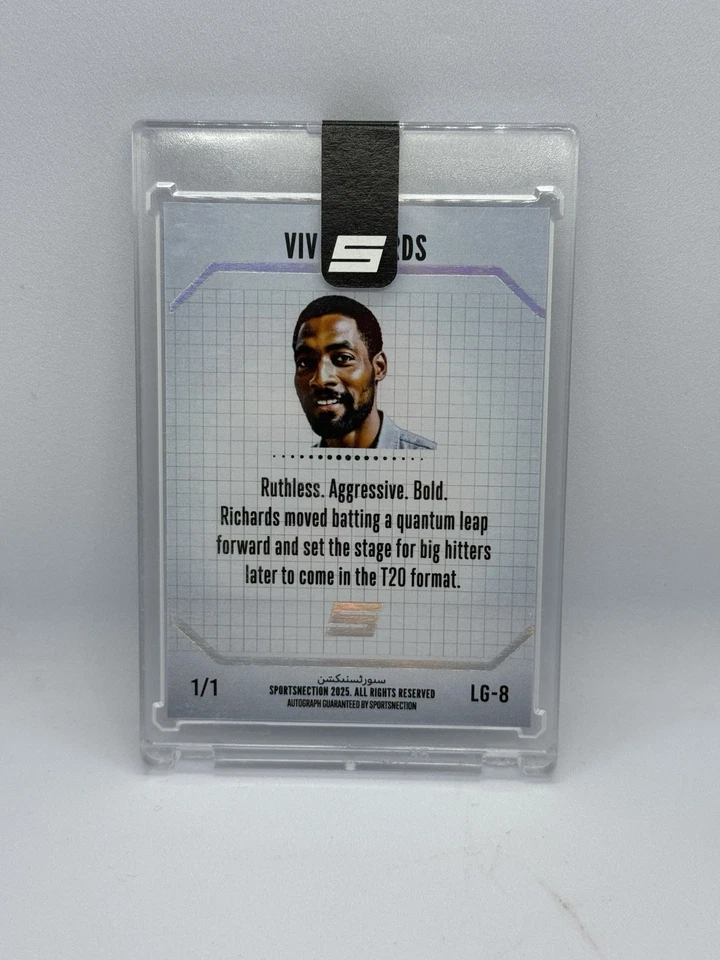 VIV RDS
Ruthless. Aggressive. Bold.
Richards moved batting a quantum leap
forward and set the stage for big hitters
later to come in the T20 format.
سبورتسنيكشن
1/1
SPORTSNECTION 2025. ALL RIGHTS RESERVED
LG-8
AUTOGRAPH GUARANTEED BY SPORTSNECTION